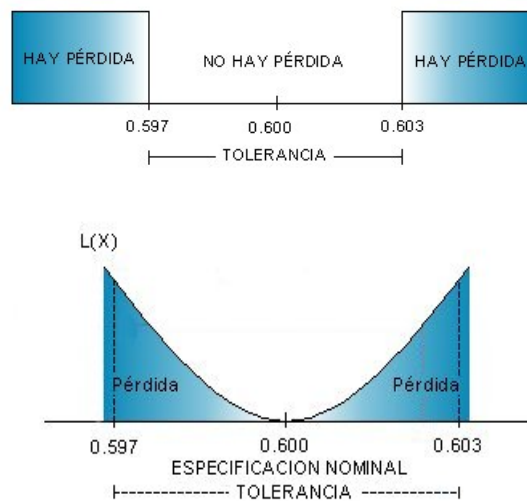 HAY PÉRDIDA NO HAY PÉRDIDA HAY PÉRDIDA
0.597 0.600 0.603
TOLERANCIA
L(X)
Pérdida Pérdida
0.597 0.600 0.603
ESPECIFICACION NOMINAL
TOLERANCIA